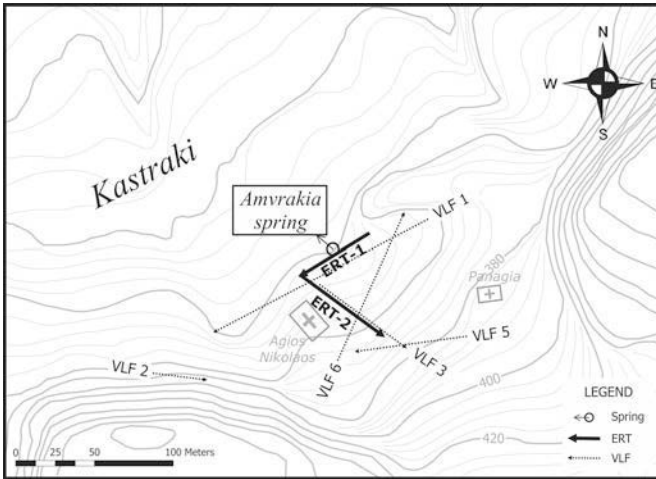 N
W E
S
Kastraki
Amvrakia
spring
VLF 1
ERT-1
380
Panagia
ERT-2
Agios
Nikolaos
VLF 5
VLF 3
VLF 2
VLF 6
400
LEGEND
Spring
ERT
VLF
420
0 25 50 100 Meters